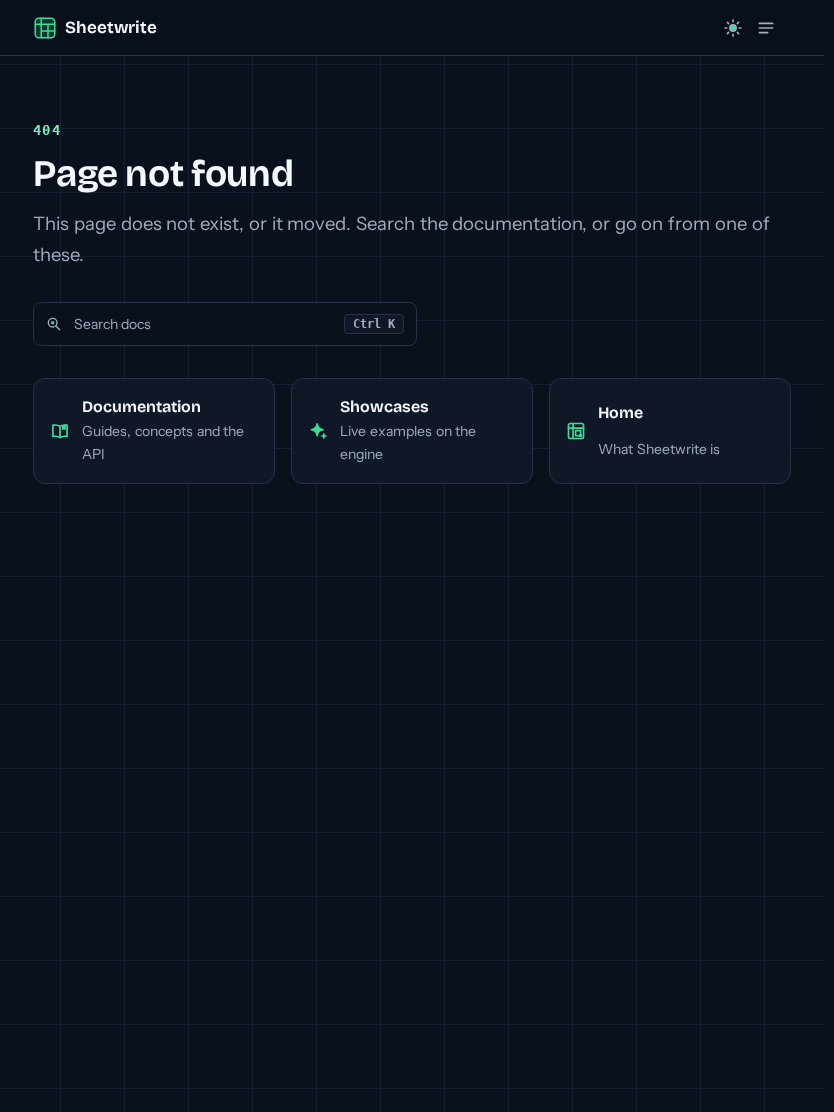 Sheetwrite
404
Page not found
This page does not exist, or it moved. Search the documentation, or go on from one of
these.
Search docs
Ctrl K
Documentation
Guides, concepts and the
API
Showcases
Live examples on the
engine
Home
What Sheetwrite is